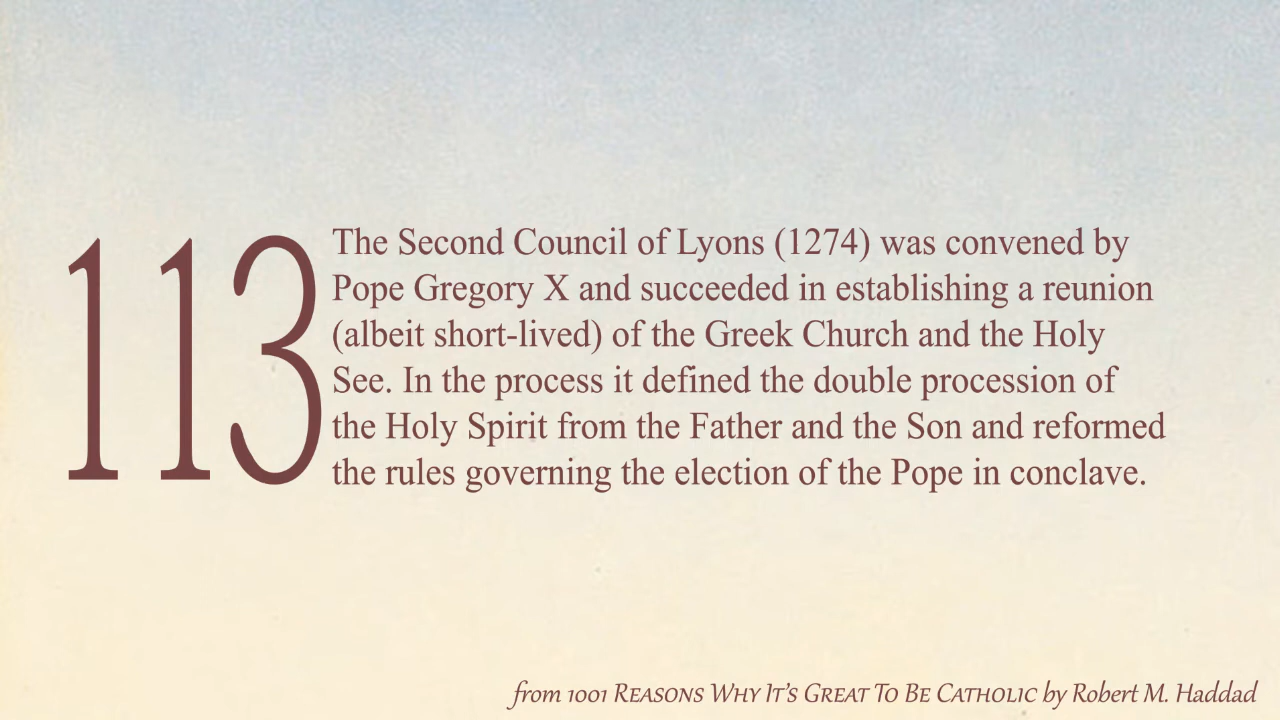 113
The Second Council of Lyons (1274) was convened by
Pope Gregory X and succeeded in establishing a reunion
(albeit short-lived) of the Greek Church and the Holy
See. In the process it defined the double procession of
the Holy Spirit from the Father and the Son and reformed
the rules governing the election of the Pope in conclave.
from 1001 Reasons Why It's Great To Be Catholic by Robert M. Haddad